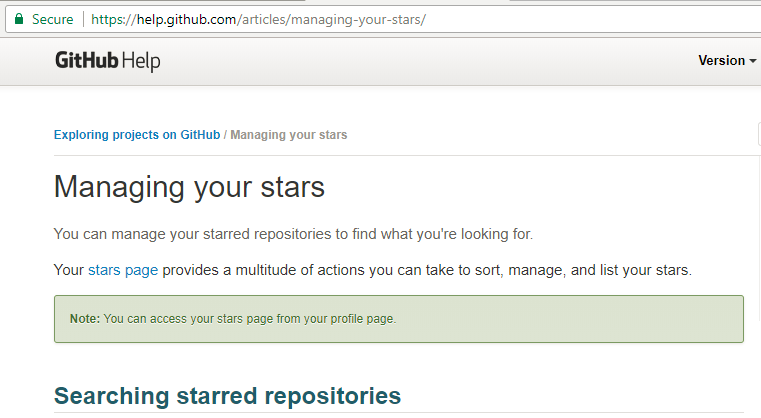 Secure https://help.github.com/articles/managing-your-stars/
GitHub Help
Version
Exploring projects on GitHub / Managing your stars
Managing your stars
You can manage your starred repositories to find what you're looking for.
Your stars page provides a multitude of actions you can take to sort, manage, and list your stars.
Note: You can access your stars page from your profile page.
Searching starred repositories